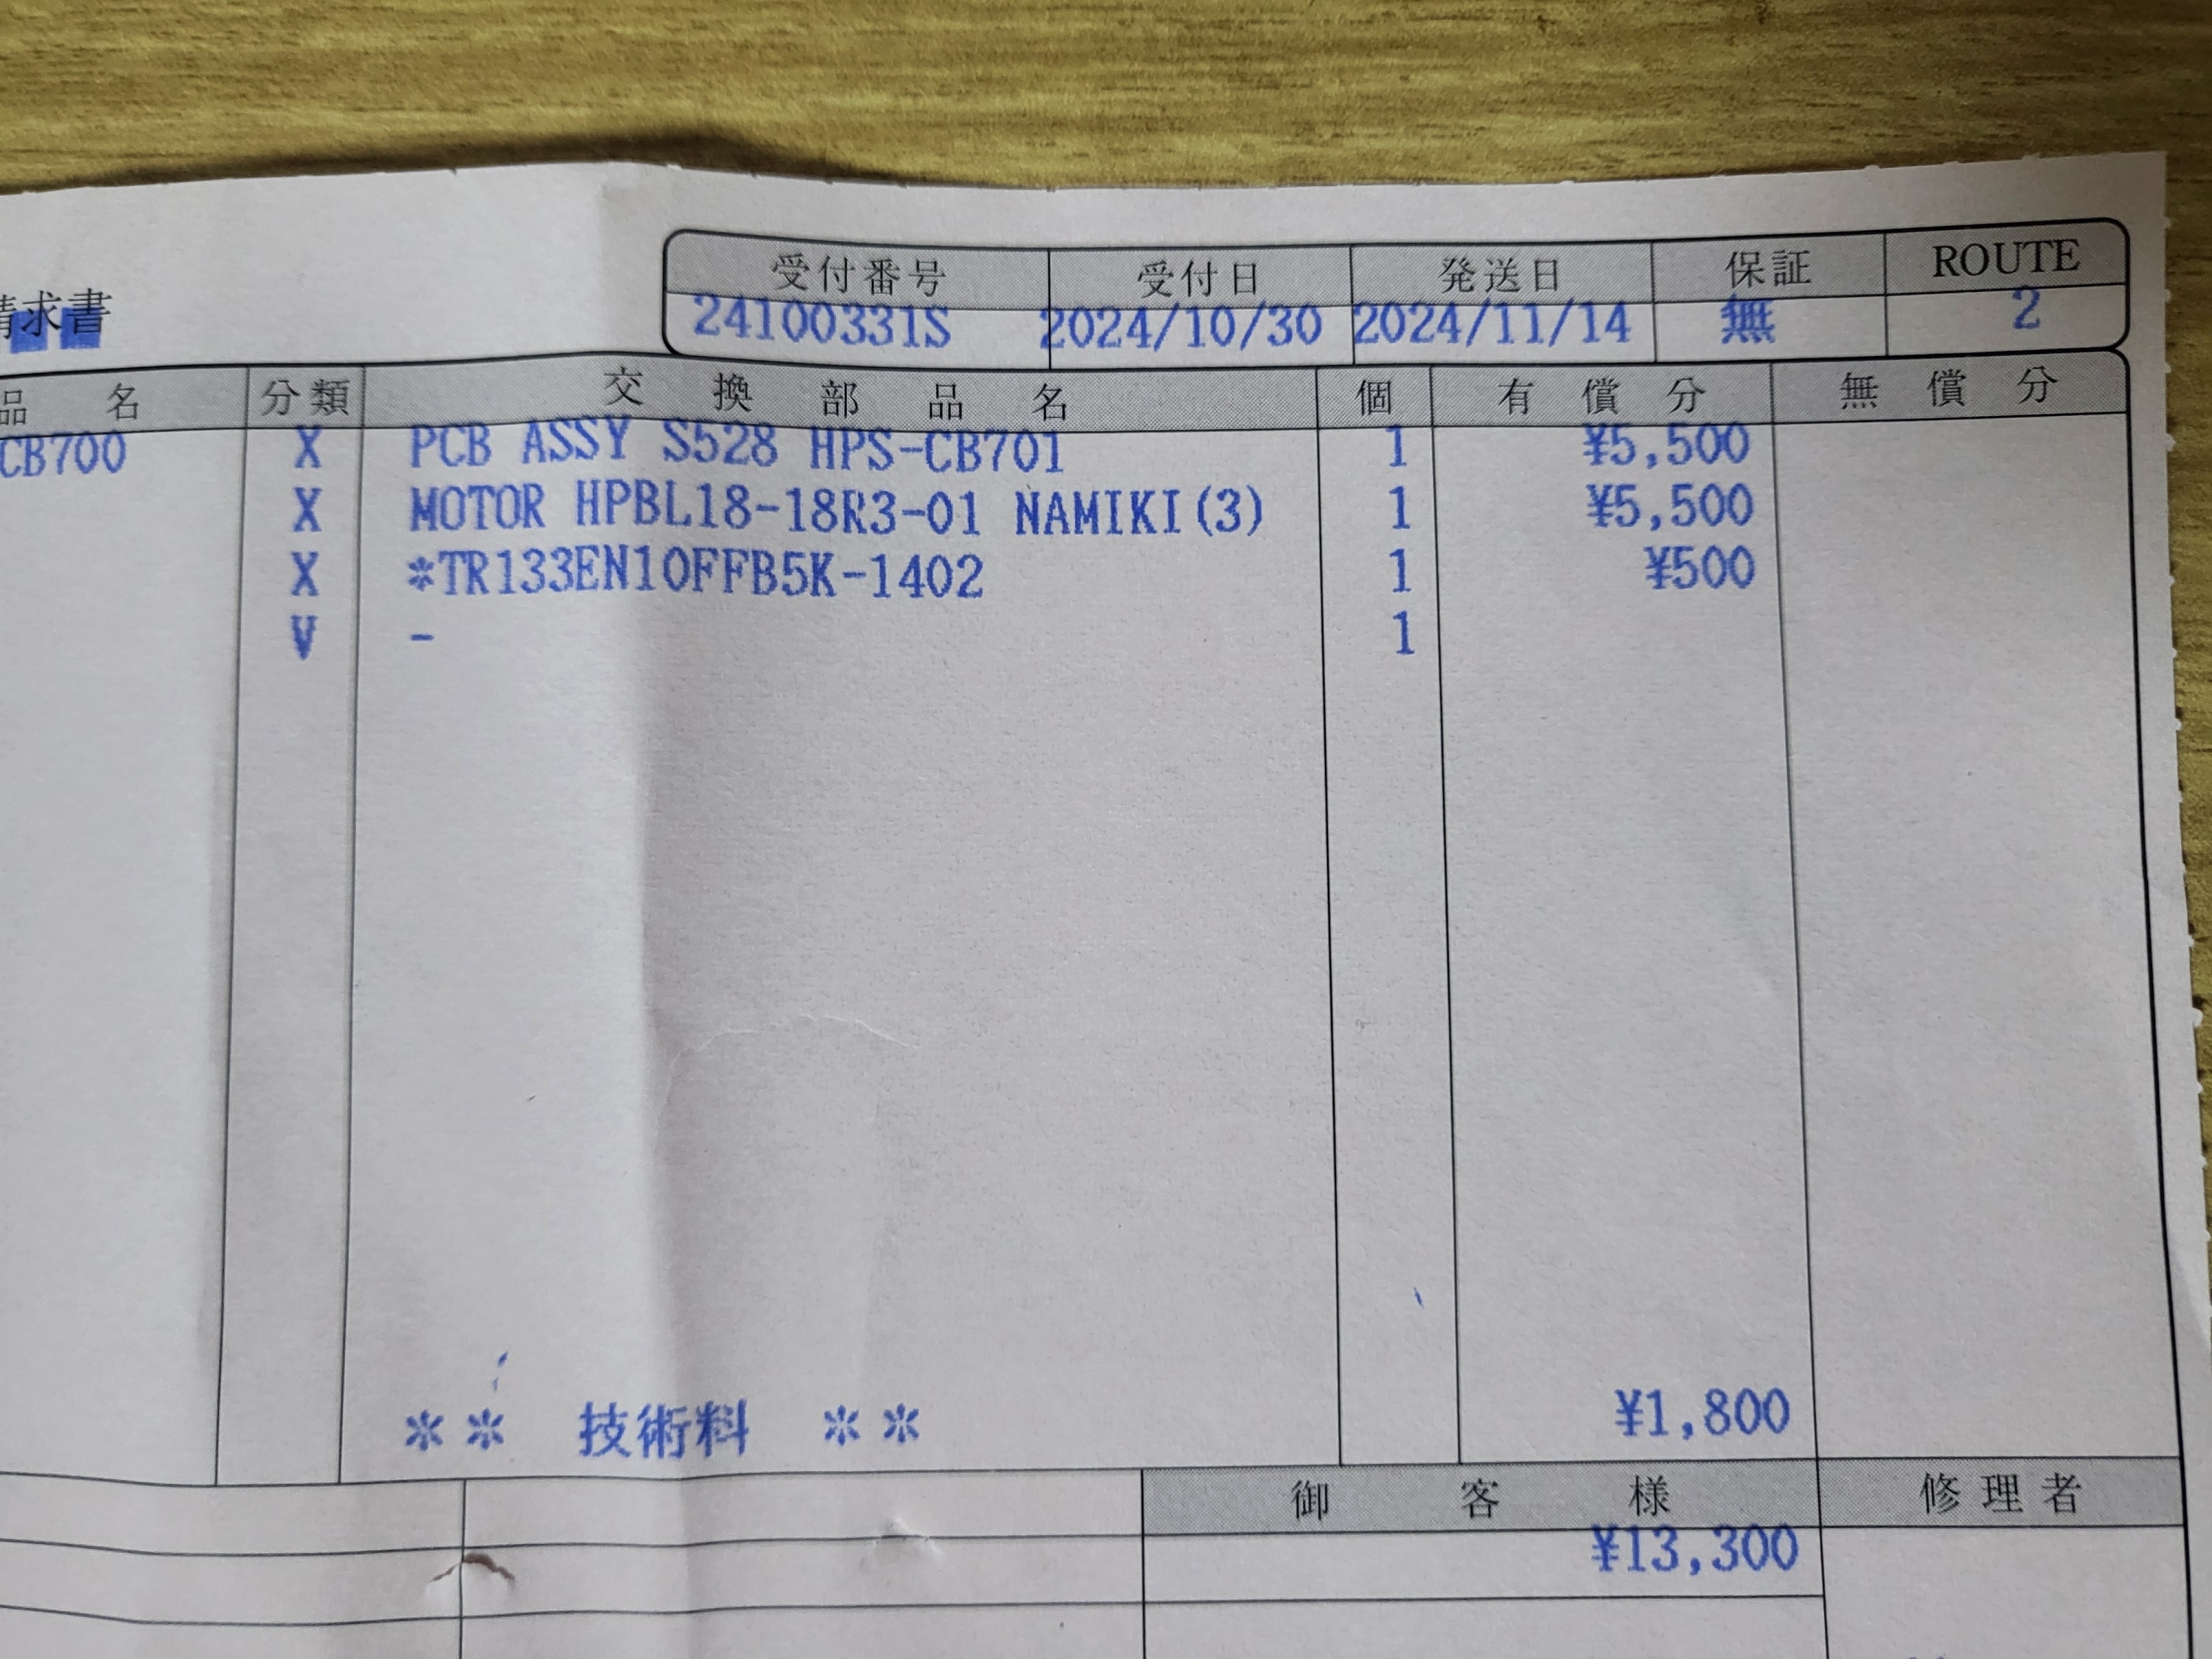 請求書
受付番号 受付日 発送日 保証 ROUTE
24100331S 2024/10/30 2024/11/14 無 2
品名 分類 交換部品名 個 有償分 無償分
CB700 X PCB ASSY S528 HPS-CB701 1 ¥5,500
X MOTOR HPBL18-18R3-01 NAMIKI(3) 1 ¥5,500
X *TR133EN10FFB5K-1402 1 ¥500
V - 1
** 技術料 ** ¥1,800
御客様 修理者
¥13,300